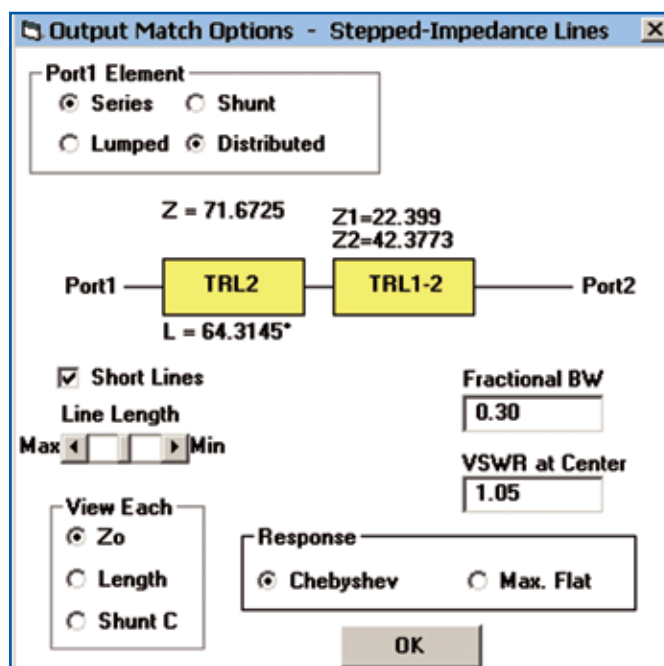 Output Match Options - Stepped-Impedance Lines
Port1 Element
Series Shunt
Lumped Distributed
Z = 71.6725
Z1=22.399
Z2=42.3773
Port1 TRL2 TRL1-2 Port2
L = 64.3145°
Short Lines
Fractional BW
0.30
Line Length
Max Min
VSWR at Center
1.05
View Each
Zo
Length
Shunt C
Response
Chebyshev Max. Flat
OK